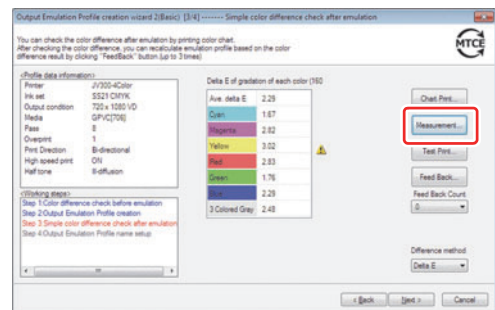 Output Emulation Profile creation wizard 2(Basic) [3/4] ------- Simple color difference check after emulation
You can check the color difference after emulation by printing color chart.
After checking the color difference, you can recalculate emulation profile based on the color
difference result by clicking "FeedBack" button.(up to 3 times)
MTCE
<Profile data information>
Printer JV300-4Color
Ink set SS21 CMYK
Output condition 720 x 1080 VD
Media GPVC[706]
Pass 8
Overprint 1
Print Direction Bi-directional
High speed print ON
Half tone Il-diffusion
<Working steps>
Step 1:Color difference check before emulation
Step 2:Output Emulation Profile creation
Step 3:Simple color difference check after emulation
Step 4:Output Emulation Profile name setup
Delta E of gradation of each color (160
Ave. delta E 2.29
Cyan 1.67
Magenta 2.82
Yellow 3.02
Red 2.83
Green 1.76
Blue 2.29
3 Colored Gray 2.48
Chart Print...
Measurement...
Test Print...
Feed Back...
Feed Back Count
0
Difference method
Delta E
< Back
Next >
Cancel